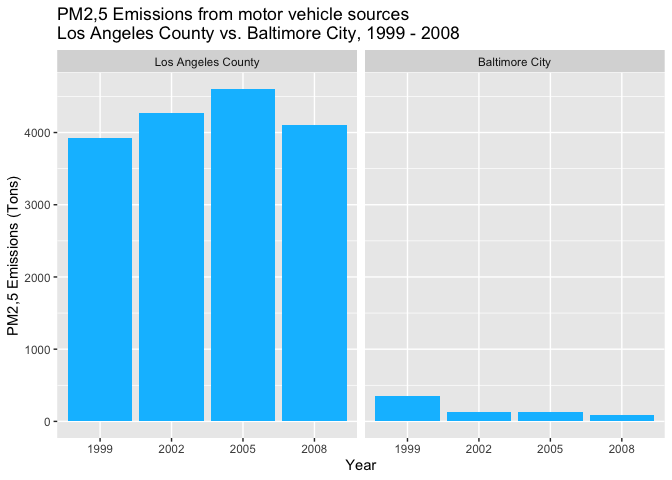 PM2,5 Emissions from motor vehicle sources
Los Angeles County vs. Baltimore City, 1999 - 2008
Los Angeles County
Baltimore City
PM2,5 Emissions (Tons)
4000
3000
2000
1000
0
1999 2002 2005 2008
1999 2002 2005 2008
Year